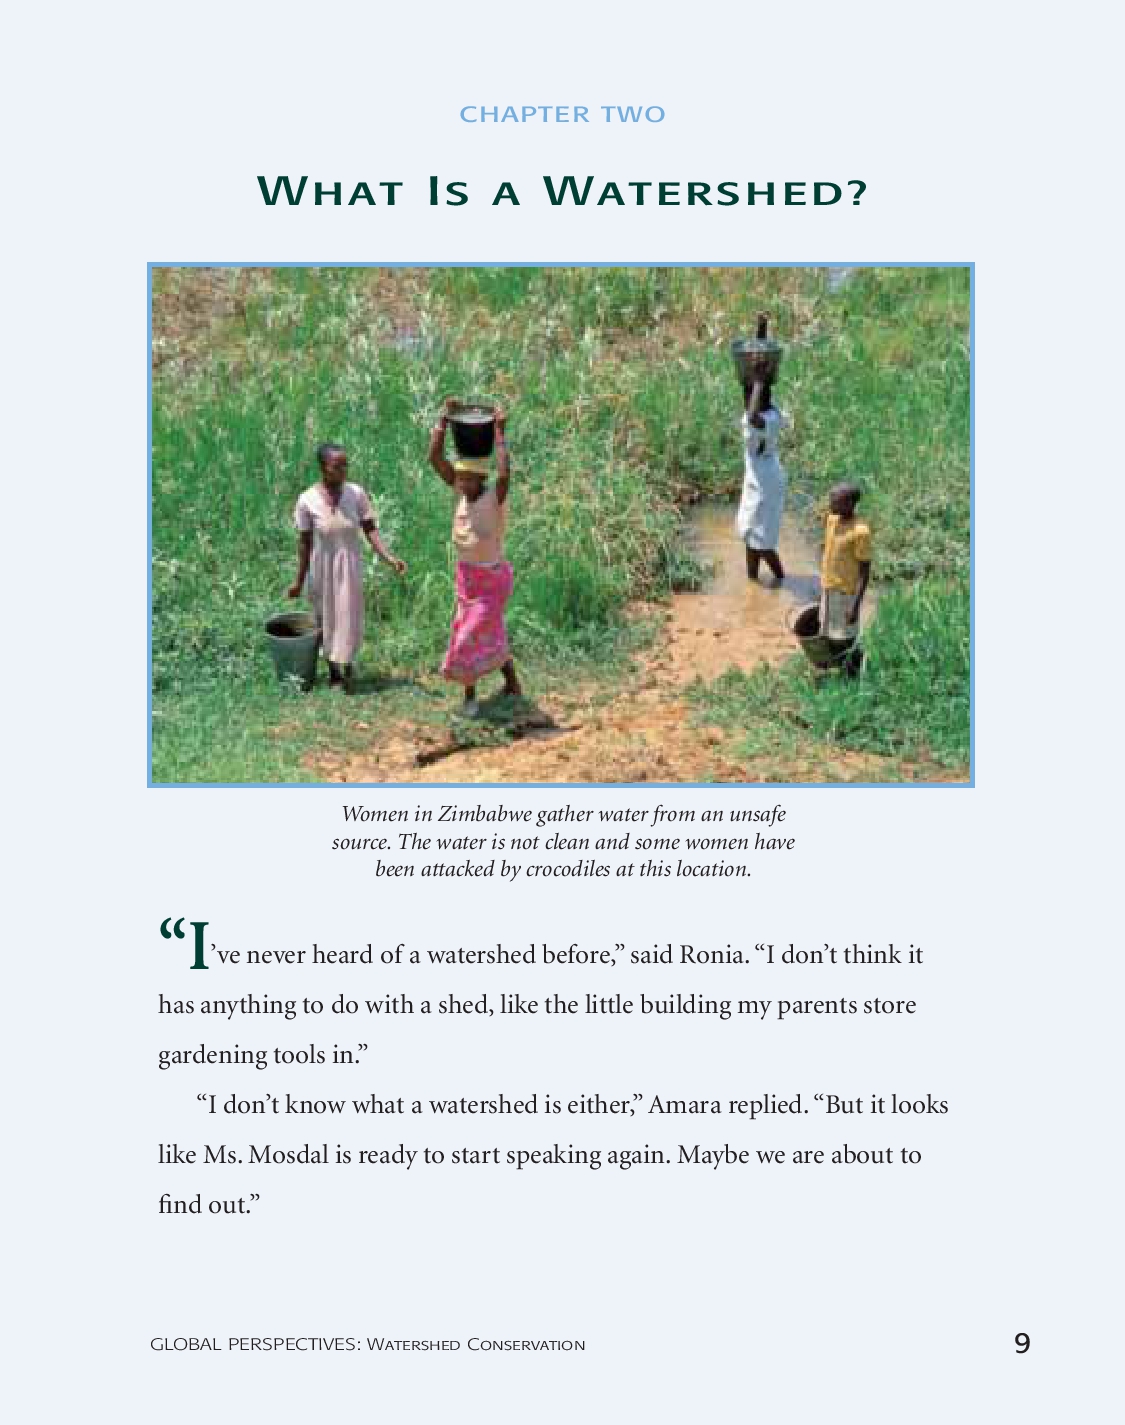 CHAPTER TWO
WHAT IS A WATERSHED?
Women in Zimbabwe gather water from an unsafe
source. The water is not clean and some women have
been attacked by crocodiles at this location.
“I’ve never heard of a watershed before,” said Ronia. “I don’t think it
has anything to do with a shed, like the little building my parents store
gardening tools in.”
“I don’t know what a watershed is either,” Amara replied. “But it looks
like Ms. Mosdal is ready to start speaking again. Maybe we are about to
find out.”
GLOBAL PERSPECTIVES: WATERSHED CONSERVATION
9